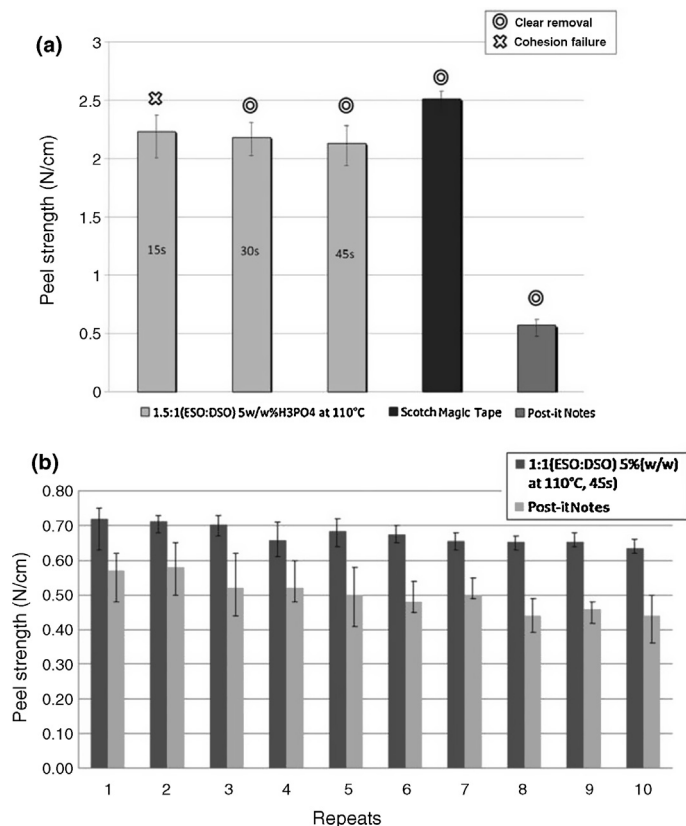 Clear removal
Cohesion failure
(a)
Peel strength (N/cm)
3
2.5
2
1.5
1
0.5
0
15s
30s
45s
1.5:1(ESO:DSO) 5w/w%H3PO4 at 110°C
Scotch Magic Tape
Post-it Notes
(b)
1:1(ESO:DSO) 5%(w/w)
at 110°C, 45s)
Post-it Notes
Peel strength (N/cm)
0.80
0.70
0.60
0.50
0.40
0.30
0.20
0.10
0.00
1 2 3 4 5 6 7 8 9 10
Repeats